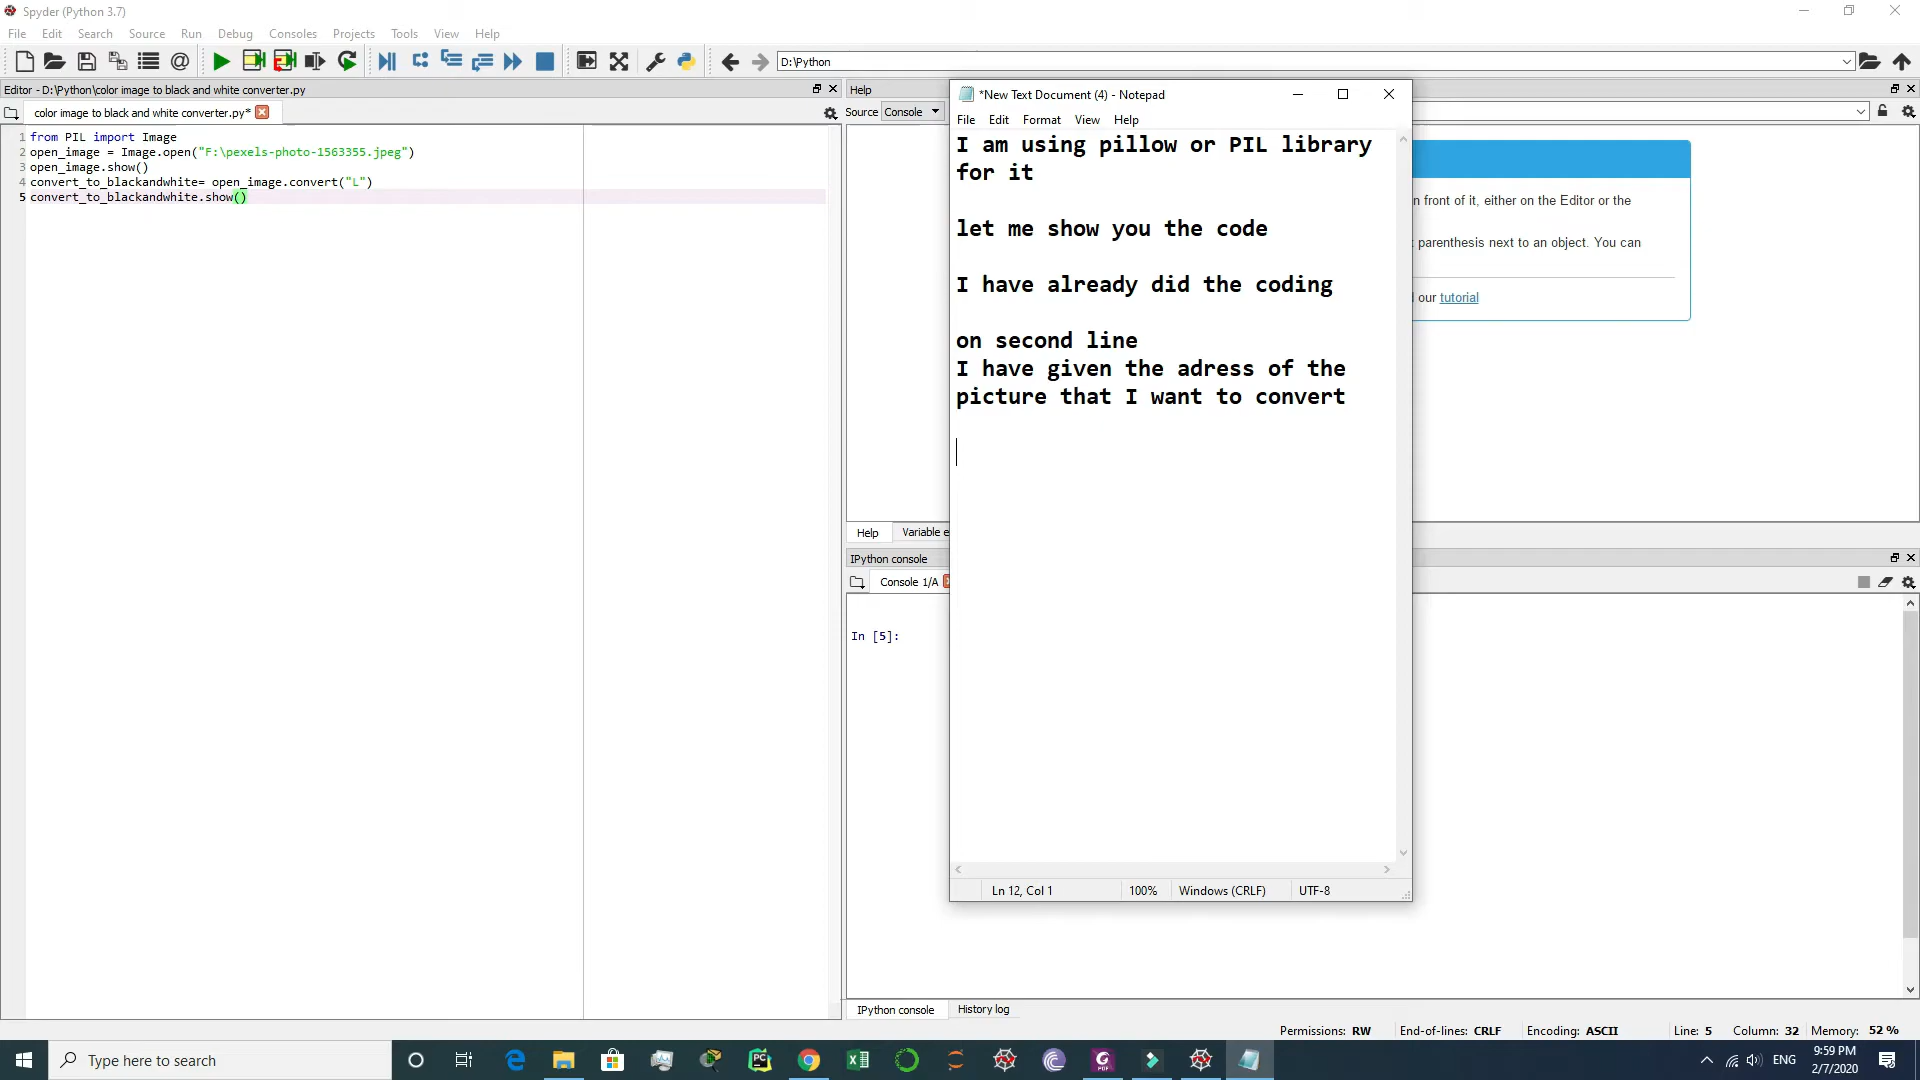 Spyder (Python 3.7)
File Edit Search Source Run Debug Consoles Projects Tools View Help
D:\Python
Editor - D:\Python\color image to black and white converter.py
color image to black and white converter.py*
1 from PIL import Image
2 open_image = Image.open("F:\pexels-photo-1563355.jpeg")
3 open_image.show()
4 convert_to_blackandwhite= open_image.convert("L")
5 convert_to_blackandwhite.show()
Help
Source Console
*New Text Document (4) - Notepad
File Edit Format View Help
I am using pillow or PIL library
for it
let me show you the code
I have already did the coding
on second line
I have given the adress of the
picture that I want to convert
Ln 12, Col 1 100% Windows (CRLF) UTF-8
n front of it, either on the Editor or the
parenthesis next to an object. You can
our tutorial
Help Variable e
IPython console
Console 1/A
In [5]:
IPython console History log
Permissions: RW End-of-lines: CRLF Encoding: ASCII Line: 5 Column: 32 Memory: 52 %
Type here to search
ENG
9:59 PM
2/7/2020